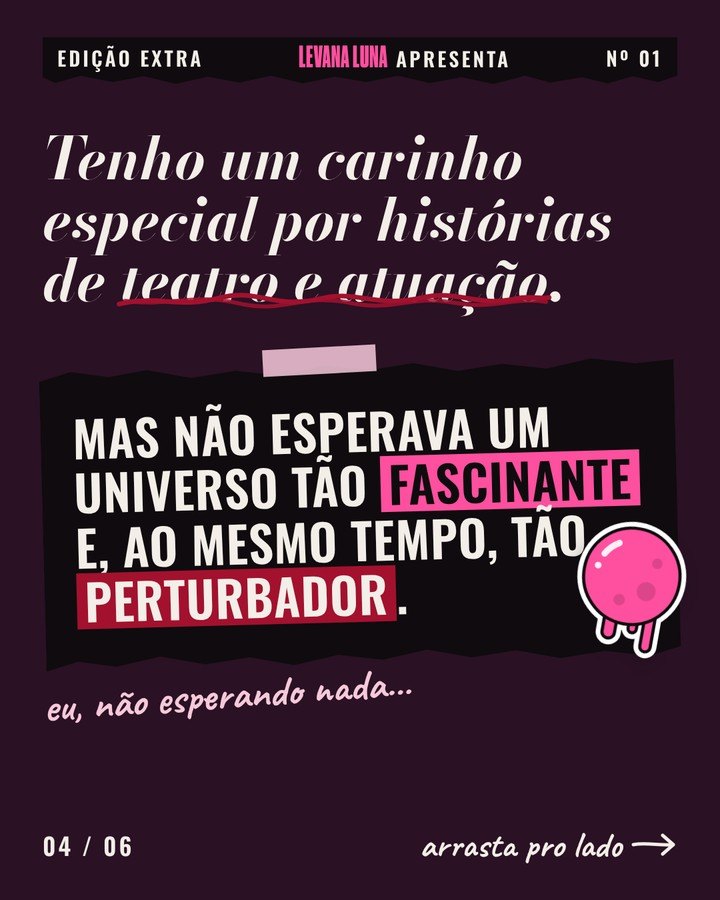 EDIÇÃO EXTRA LEVANA LUNA APRESENTA Nº 01
Tenho um carinho
especial por histórias
de teatro e atuação.
MAS NÃO ESPERAVA UM
UNIVERSO TÃO FASCINANTE
E, AO MESMO TEMPO, TÃO
PERTURBADOR.
eu, não esperando nada...
04 / 06 arrasta pro lado →